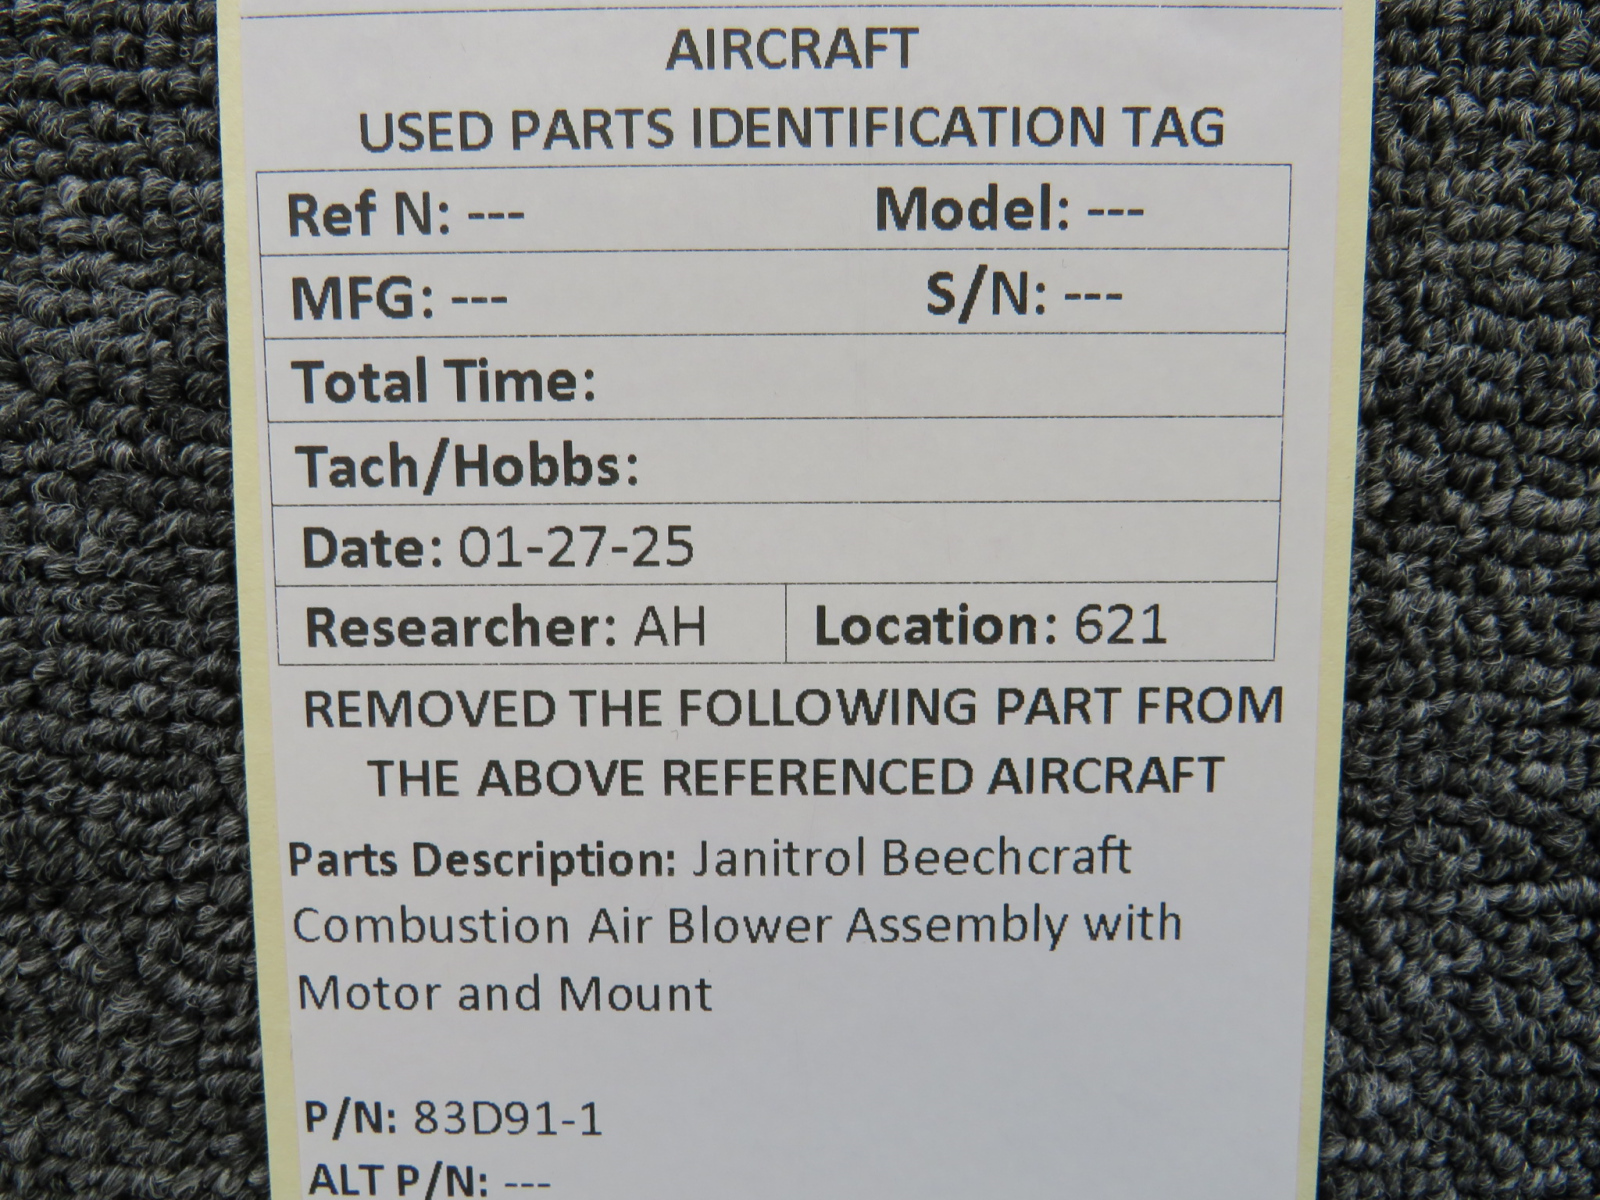 AIRCRAFT
USED PARTS IDENTIFICATION TAG
Ref N: --- Model: ---
MFG: --- S/N: ---
Total Time:
Tach/Hobbs:
Date: 01-27-25
Researcher: AH Location: 621
REMOVED THE FOLLOWING PART FROM
THE ABOVE REFERENCED AIRCRAFT
Parts Description: Janitrol Beechcraft
Combustion Air Blower Assembly with
Motor and Mount
P/N: 83D91-1
ALT P/N: ---